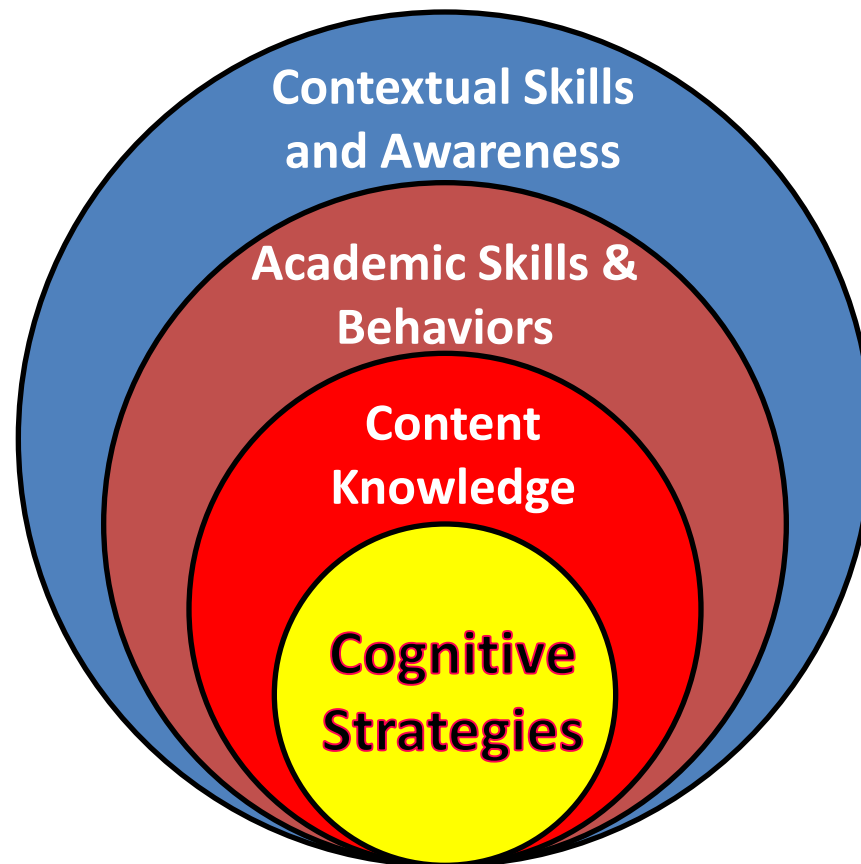 Contextual Skills
and Awareness
Academic Skills &
Behaviors
Content
Knowledge
Cognitive
Strategies